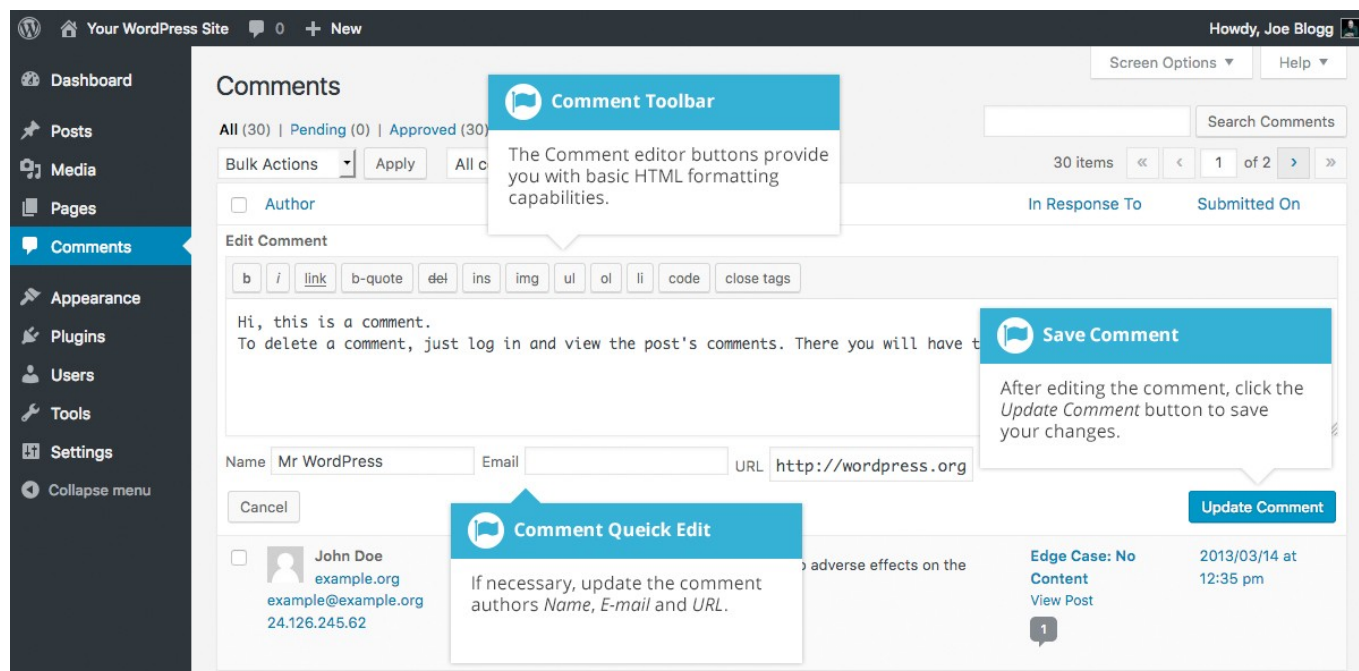 Your WordPress Site 0 + New Howdy, Joe Blogg
Screen Options ▼ Help ▼
Dashboard
Posts
Media
Pages
Comments
Appearance
Plugins
Users
Tools
Settings
Collapse menu
Comments
All (30) | Pending (0) | Approved (30)
Search Comments
Bulk Actions Apply All c
30 items « ‹ 1 of 2 › »
Author In Response To Submitted On
Comment Toolbar
The Comment editor buttons provide
you with basic HTML formatting
capabilities.
Edit Comment
b i link b-quote del ins img ul ol li code close tags
Hi, this is a comment.
To delete a comment, just log in and view the post's comments. There you will have t
Save Comment
After editing the comment, click the
Update Comment button to save
your changes.
Name Mr WordPress Email URL http://wordpress.org
Cancel Update Comment
Comment Queick Edit
If necessary, update the comment
authors Name, E-mail and URL.
John Doe
example.org
example@example.org
24.126.245.62
adverse effects on the
Edge Case: No
Content
View Post
1
2013/03/14 at
12:35 pm